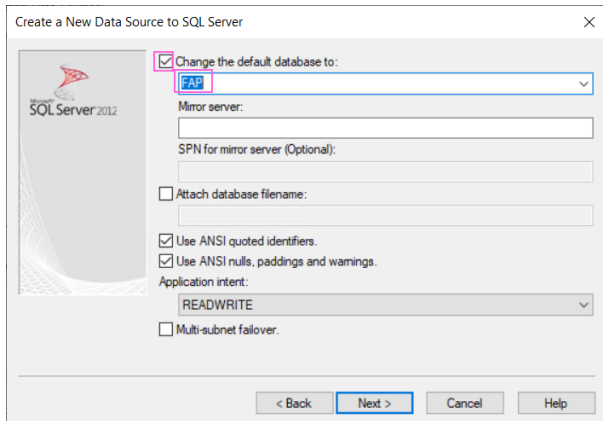 Create a New Data Source to SQL Server
Change the default database to:
FAP
Mirror server:
SPN for mirror server (Optional):
Attach database filename:
Use ANSI quoted identifiers.
Use ANSI nulls, paddings and warnings.
Application intent:
READWRITE
Multi-subnet failover.
Microsoft
SQL Server 2012
< Back
Next >
Cancel
Help